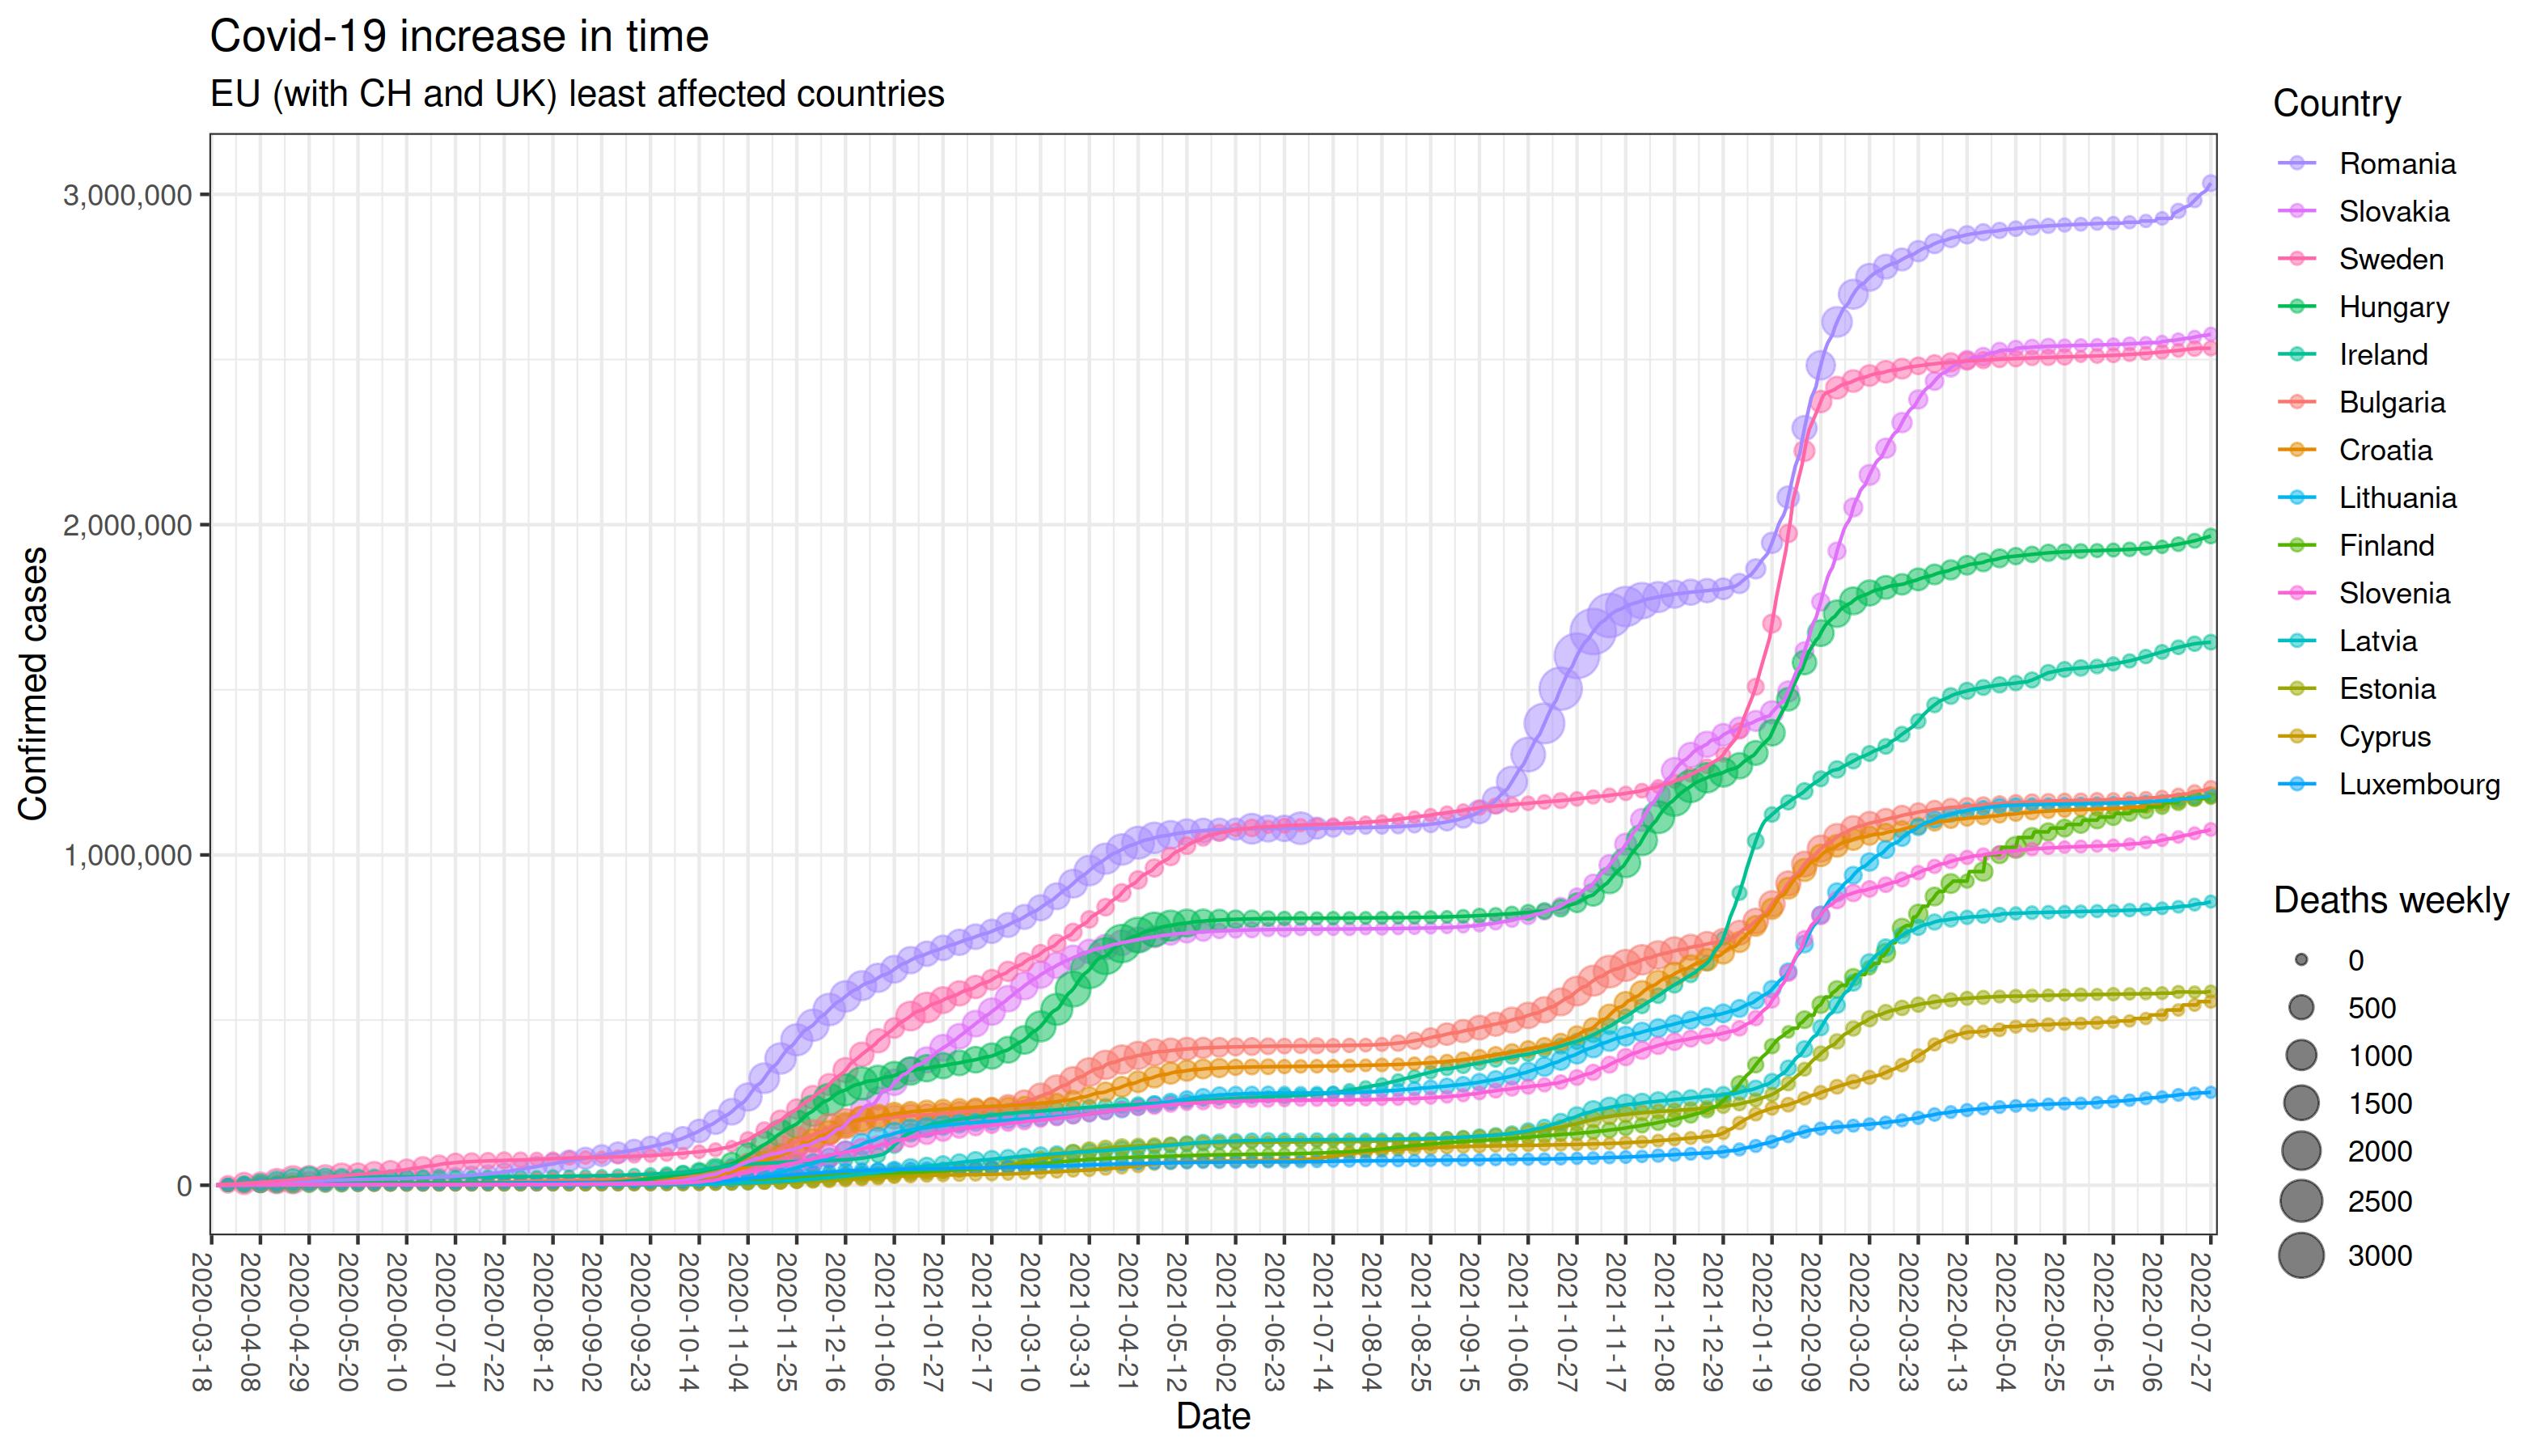 Covid-19 increase in time
EU (with CH and UK) least affected countries
Confirmed cases
3,000,000
2,000,000
1,000,000
0
2020-03-18
2020-04-08
2020-04-29
2020-05-20
2020-06-10
2020-07-01
2020-07-22
2020-08-12
2020-09-02
2020-09-23
2020-10-14
2020-11-04
2020-11-25
2020-12-16
2021-01-06
2021-01-27
2021-02-17
2021-03-10
2021-03-31
2021-04-21
2021-05-12
2021-06-02
2021-06-23
2021-07-14
2021-08-04
2021-08-25
2021-09-15
2021-10-06
2021-10-27
2021-11-17
2021-12-08
2021-12-29
2022-01-19
2022-02-09
2022-03-02
2022-03-23
2022-04-13
2022-05-04
2022-05-25
2022-06-15
2022-07-06
2022-07-27
Date
Country
Romania
Slovakia
Sweden
Hungary
Ireland
Bulgaria
Croatia
Lithuania
Finland
Slovenia
Latvia
Estonia
Cyprus
Luxembourg
Deaths weekly
0
500
1000
1500
2000
2500
3000